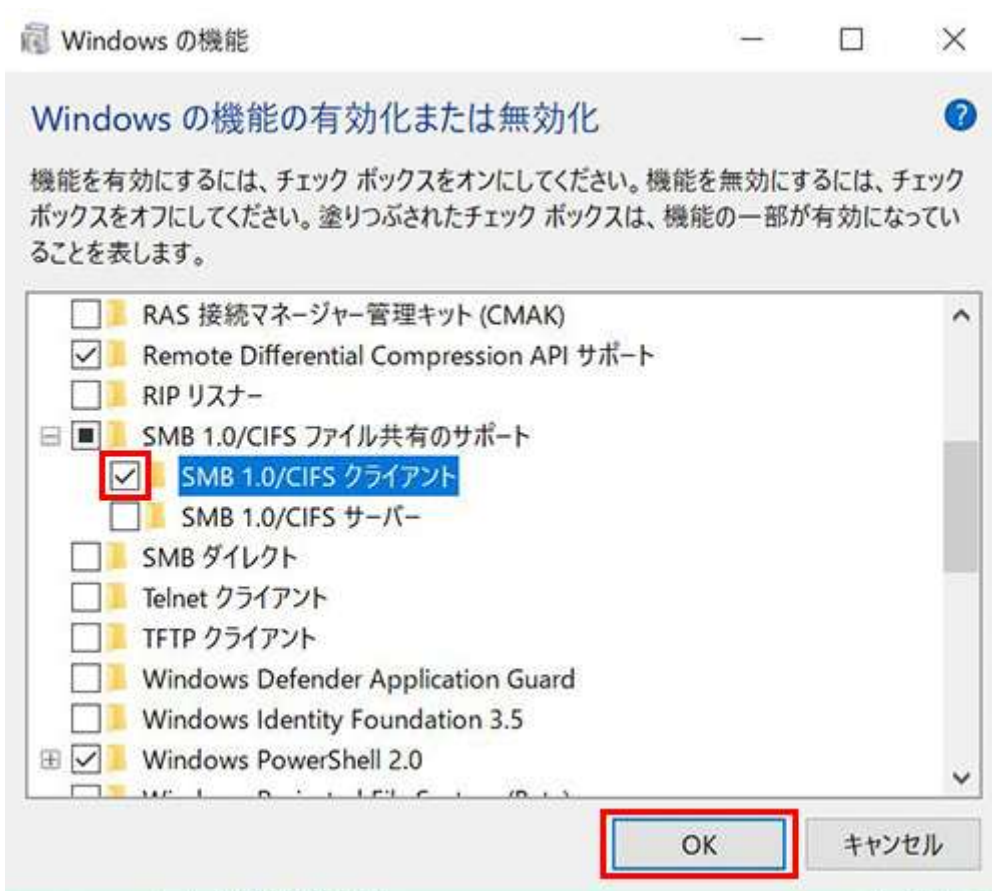 Windows の機能
Windows の機能の有効化または無効化
機能を有効にするには、チェック ボックスをオンにしてください。機能を無効にするには、チェック
ボックスをオフにしてください。塗りつぶされたチェック ボックスは、機能の一部が有効になってい
ることを表します。
RAS 接続マネージャー管理キット (CMAK)
Remote Differential Compression API サポート
RIP リスナー
SMB 1.0/CIFS ファイル共有のサポート
SMB 1.0/CIFS クライアント
SMB 1.0/CIFS サーバー
SMB ダイレクト
Telnet クライアント
TFTP クライアント
Windows Defender Application Guard
Windows Identity Foundation 3.5
Windows PowerShell 2.0
OK
キャンセル